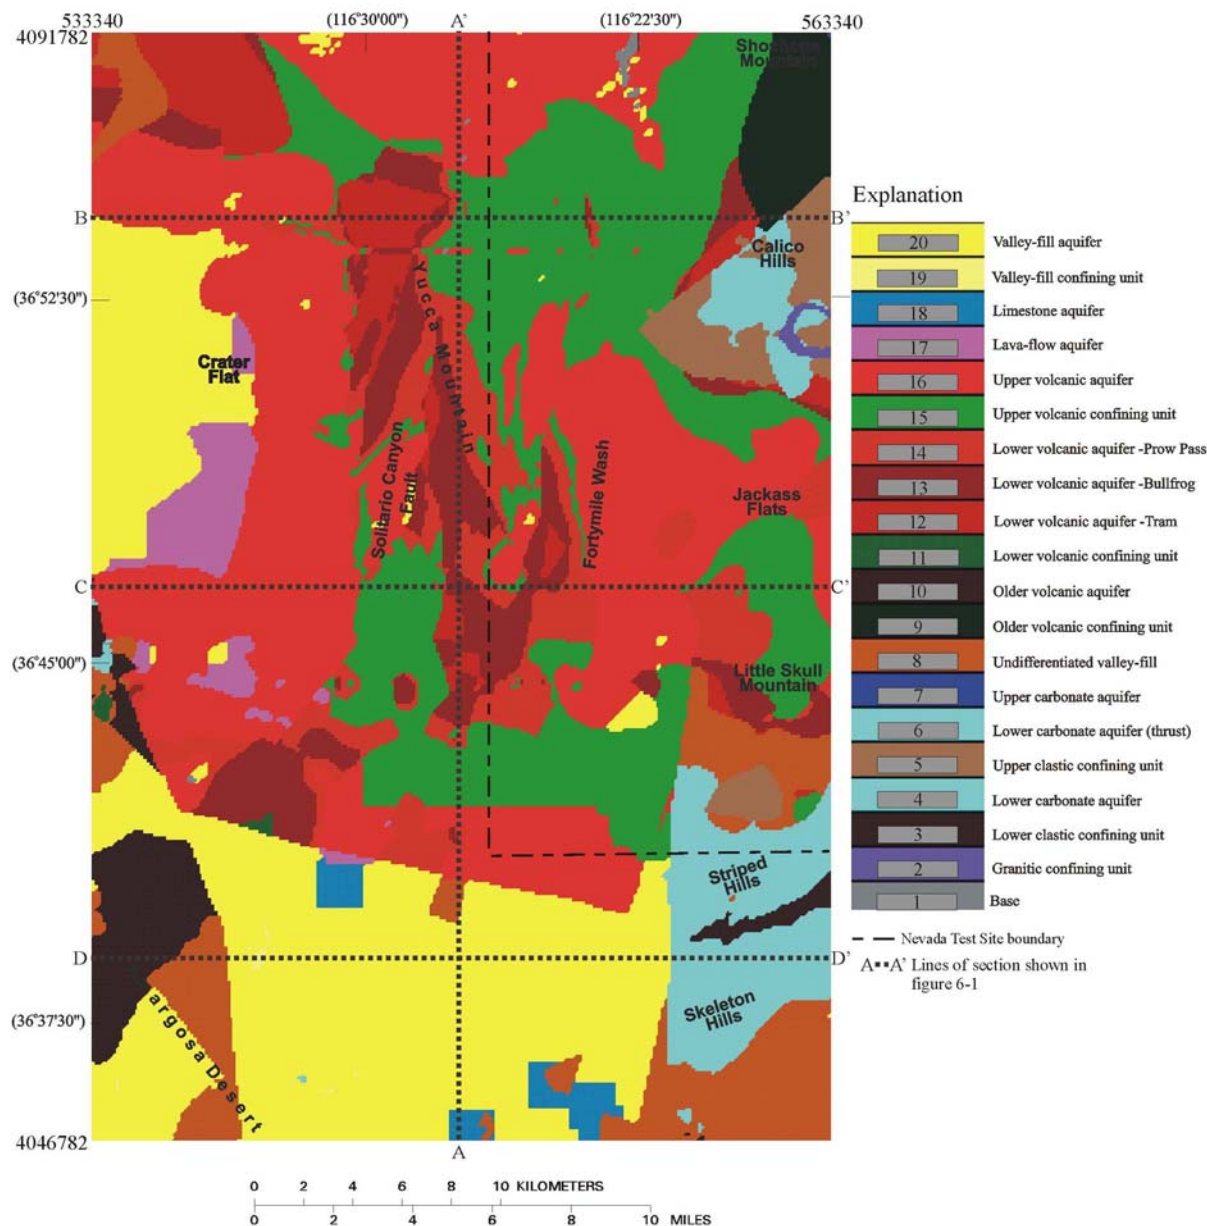 533340 (116°30'00") A' (116°22'30") 563340
4091782
Shoshone
Mountain
B B'
Calico
Hills
(36°52'30")
Yucca Mountain
Crater
Flat
Solitario Canyon
Fault
Fortymile Wash
Jackass
Flats
C C'
(36°45'00")
Little Skull
Mountain
Striped
Hills
D D'
Skeleton
Hills
(36°37'30")
argosa Desert
4046782
A
0 2 4 6 8 10 KILOMETERS
0 2 4 6 8 10 MILES
Explanation
20 Valley-fill aquifer
19 Valley-fill confining unit
18 Limestone aquifer
17 Lava-flow aquifer
16 Upper volcanic aquifer
15 Upper volcanic confining unit
14 Lower volcanic aquifer -Prow Pass
13 Lower volcanic aquifer -Bullfrog
12 Lower volcanic aquifer -Tram
11 Lower volcanic confining unit
10 Older volcanic aquifer
9 Older volcanic confining unit
8 Undifferentiated valley-fill
7 Upper carbonate aquifer
6 Lower carbonate aquifer (thrust)
5 Upper clastic confining unit
4 Lower carbonate aquifer
3 Lower clastic confining unit
2 Granitic confining unit
1 Base
Nevada Test Site boundary
A A' Lines of section shown in
figure 6-1